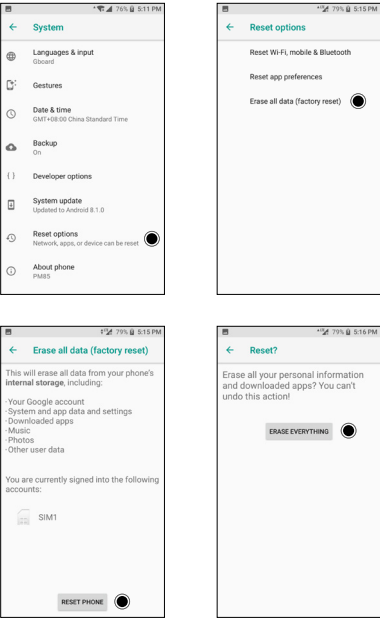 76% 5:11 PM
System
Languages & input
Gboard
Gestures
Date & time
GMT+08:00 China Standard Time
Backup
On
{ } Developer options
System update
Updated to Android 8.1.0
Reset options
Network, apps, or device can be reset
About phone
PM85
79% 5:15 PM
Reset options
Reset Wi-Fi, mobile & Bluetooth
Reset app preferences
Erase all data (factory reset)
79% 5:15 PM
Erase all data (factory reset)
This will erase all data from your phone's
internal storage, including:
·Your Google account
·System and app data and settings
·Downloaded apps
·Music
·Photos
·Other user data
You are currently signed into the following
accounts:
SIM1
RESET PHONE
79% 5:16 PM
Reset?
Erase all your personal information
and downloaded apps? You can't
undo this action!
ERASE EVERYTHING